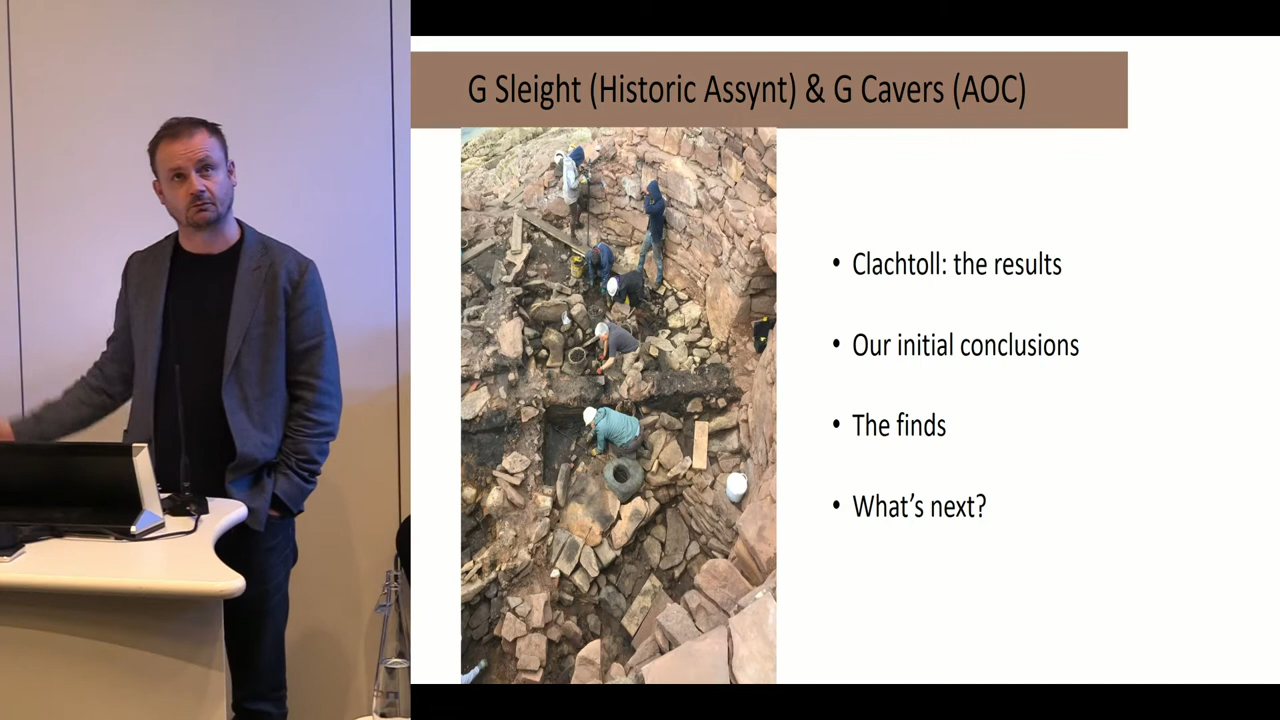 G Sleight (Historic Assynt) & G Cavers (AOC)
• Clachtoll: the results
• Our initial conclusions
• The finds
• What’s next?